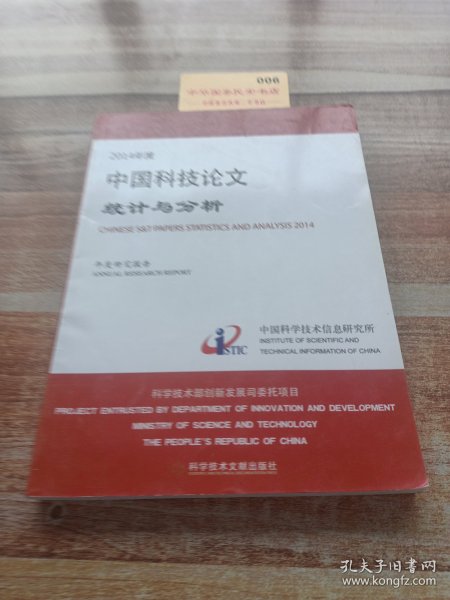 006
2014年度
中国科技论文
统计与分析
CHINESE S&T PAPERS STATISTICS AND ANALYSIS 2014
年度研究报告
ANNUAL RESEARCH REPORT
iSTIC
中国科学技术信息研究所
INSTITUTE OF SCIENTIFIC AND
TECHNICAL INFORMATION OF CHINA
科学技术部创新发展司委托项目
PROJECT ENTRUSTED BY DEPARTMENT OF INNOVATION AND DEVELOPMENT
MINISTRY OF SCIENCE AND TECHNOLOGY
THE PEOPLE'S REPUBLIC OF CHINA
科学技术文献出版社
孔夫子旧书网
www.kongfz.com